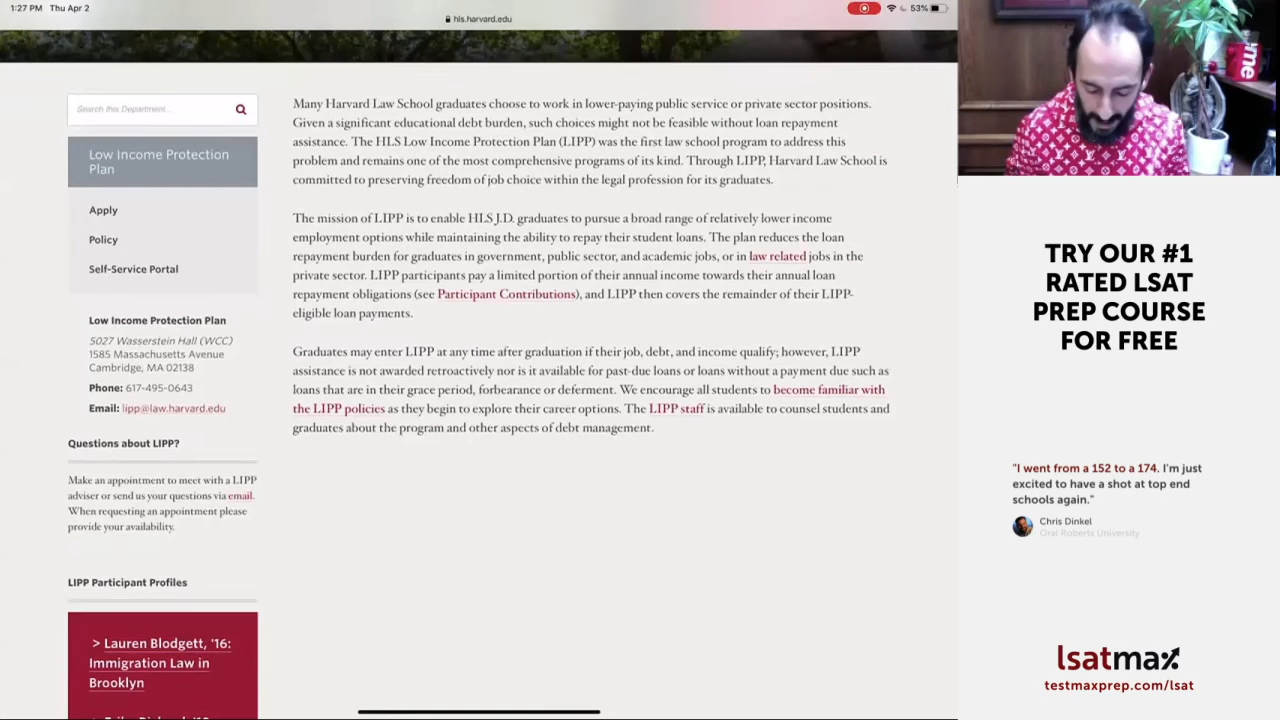 1:27 PM Thu Apr 2
hls.harvard.edu
53%
Search this Department...
Low Income Protection
Plan
Apply
Policy
Self-Service Portal
Low Income Protection Plan
5027 Wasserstein Hall (WCC)
1585 Massachusetts Avenue
Cambridge, MA 02138
Phone: 617-495-0643
Email: lipp@law.harvard.edu
Questions about LIPP?
Make an appointment to meet with a LIPP
adviser or send us your questions via email.
When requesting an appointment please
provide your availability.
LIPP Participant Profiles
> Lauren Blodgett, '16:
Immigration Law in
Brooklyn
Many Harvard Law School graduates choose to work in lower-paying public service or private sector positions.
Given a significant educational debt burden, such choices might not be feasible without loan repayment
assistance. The HLS Low Income Protection Plan (LIPP) was the first law school program to address this
problem and remains one of the most comprehensive programs of its kind. Through LIPP, Harvard Law School is
committed to preserving freedom of job choice within the legal profession for its graduates.
The mission of LIPP is to enable HLS J.D. graduates to pursue a broad range of relatively lower income
employment options while maintaining the ability to repay their student loans. The plan reduces the loan
repayment burden for graduates in government, public sector, and academic jobs, or in law related jobs in the
private sector. LIPP participants pay a limited portion of their annual income towards their annual loan
repayment obligations (see Participant Contributions), and LIPP then covers the remainder of their LIPP-
eligible loan payments.
Graduates may enter LIPP at any time after graduation if their job, debt, and income qualify; however, LIPP
assistance is not awarded retroactively nor is it available for past-due loans or loans without a payment due such as
loans that are in their grace period, forbearance or deferment. We encourage all students to become familiar with
the LIPP policies as they begin to explore their career options. The LIPP staff is available to counsel students and
graduates about the program and other aspects of debt management.
TRY OUR #1
RATED LSAT
PREP COURSE
FOR FREE
"I went from a 152 to a 174. I'm just
excited to have a shot at top end
schools again."
Chris Dinkel
Oral Roberts University
lsatmax
testmaxprep.com/lsat